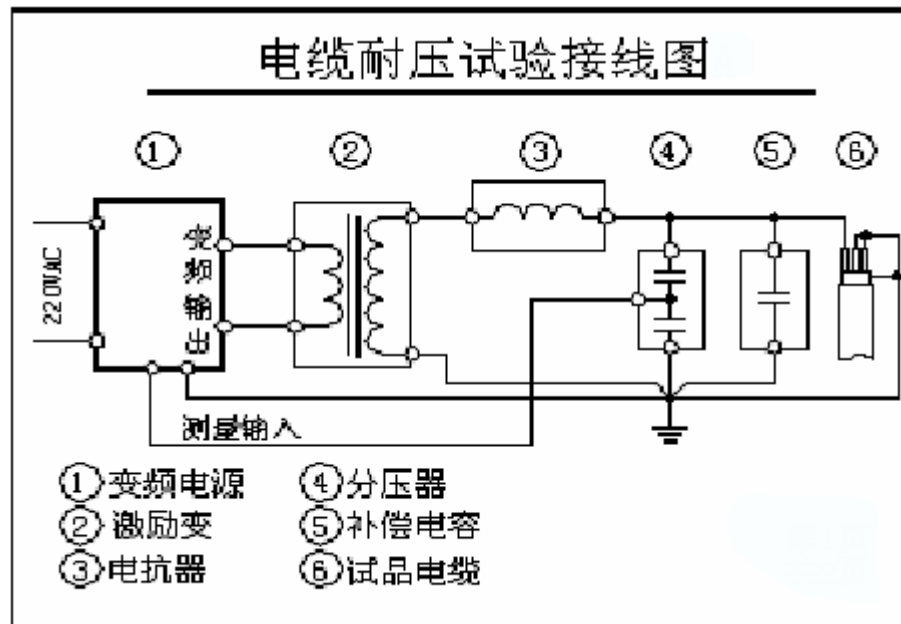 电缆耐压试验接线图
① ② ③ ④ ⑤ ⑥
220VAC
变频输出
测量输入
①变频电源 ④分压器
②激励变 ⑤补偿电容
③电抗器 ⑥试品电缆